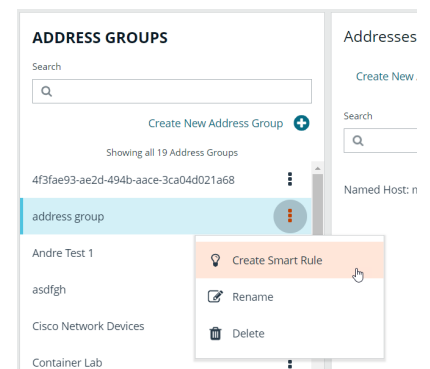 ADDRESS GROUPS
Search
Create New Address Group
Showing all 19 Address Groups
4f3fae93-ae2d-494b-aace-3ca04d021a68
address group
Andre Test 1
asdfgh
Cisco Network Devices
Container Lab
Create Smart Rule
Rename
Delete
Addresses
Create New
Search
Named Host: